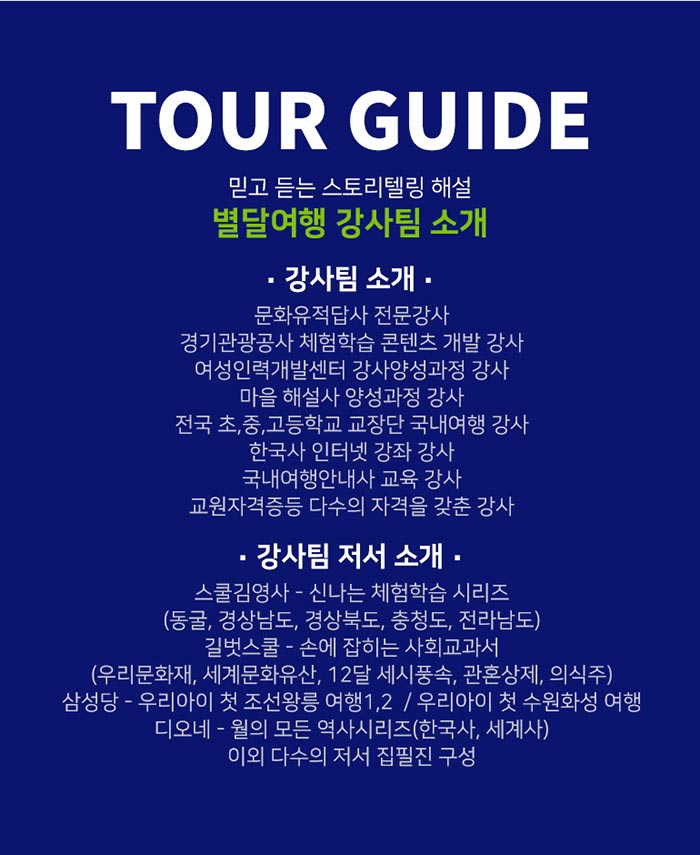 TOUR GUIDE
믿고 듣는 스토리텔링 해설
별달여행 강사팀 소개
· 강사팀 소개 ·
문화유적답사 전문강사
경기관광공사 체험학습 콘텐츠 개발 강사
여성인력개발센터 강사양성과정 강사
마을 해설사 양성과정 강사
전국 초,중,고등학교 교장단 국내여행 강사
한국사 인터넷 강좌 강사
국내여행안내사 교육 강사
교원자격증등 다수의 자격을 갖춘 강사
· 강사팀 저서 소개 ·
스쿨김영사 - 신나는 체험학습 시리즈
(동굴, 경상남도, 경상북도, 충청도, 전라남도)
길벗스쿨 - 손에 잡히는 사회교과서
(우리문화재, 세계문화유산, 12달 세시풍속, 관혼상제, 의식주)
삼성당 - 우리아이 첫 조선왕릉 여행1,2 / 우리아이 첫 수원화성 여행
디오네 - 월의 모든 역사시리즈(한국사, 세계사)
이외 다수의 저서 집필진 구성